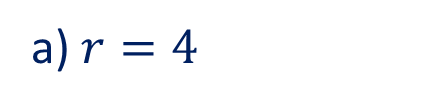 a) r = 4